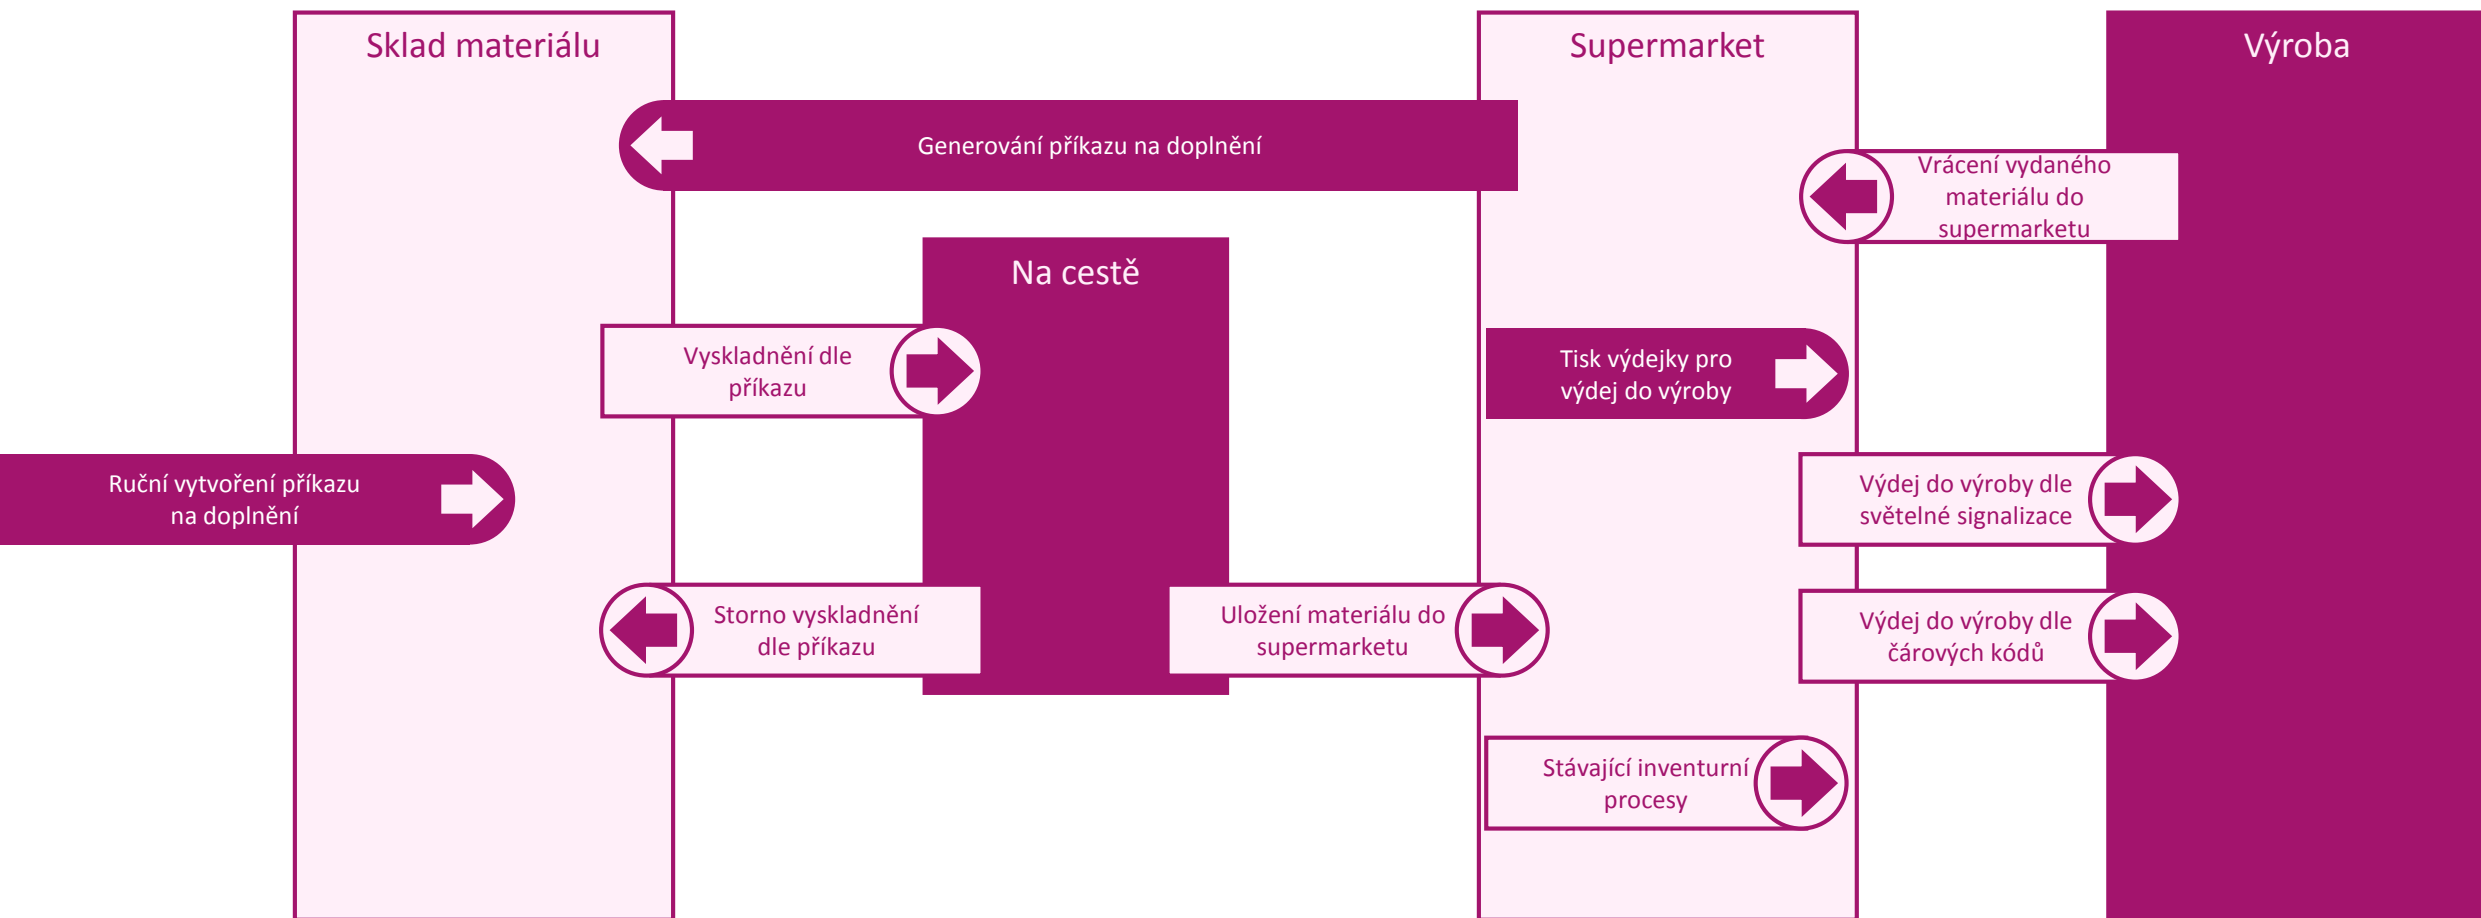 Sklad materiálu
Supermarket
Výroba
Generování příkazu na doplnění
Vrácení vydaného
materiálu do
supermarketu
Na cestě
Vyskladnění dle
příkazu
Tisk výdejky pro
výdej do výroby
Ruční vytvoření příkazu
na doplnění
Výdej do výroby dle
světelné signalizace
Storno vyskladnění
dle příkazu
Uložení materiálu do
supermarketu
Výdej do výroby dle
čárových kódů
Stávající inventurní
procesy